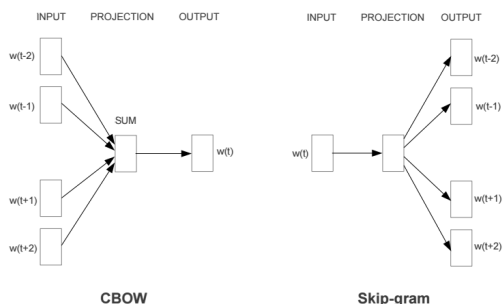 INPUT PROJECTION OUTPUT
w(t-2)
w(t-1)
SUM
w(t)
w(t+1)
w(t+2)
CBOW
INPUT PROJECTION OUTPUT
w(t-2)
w(t-1)
w(t)
w(t+1)
w(t+2)
Skip-gram